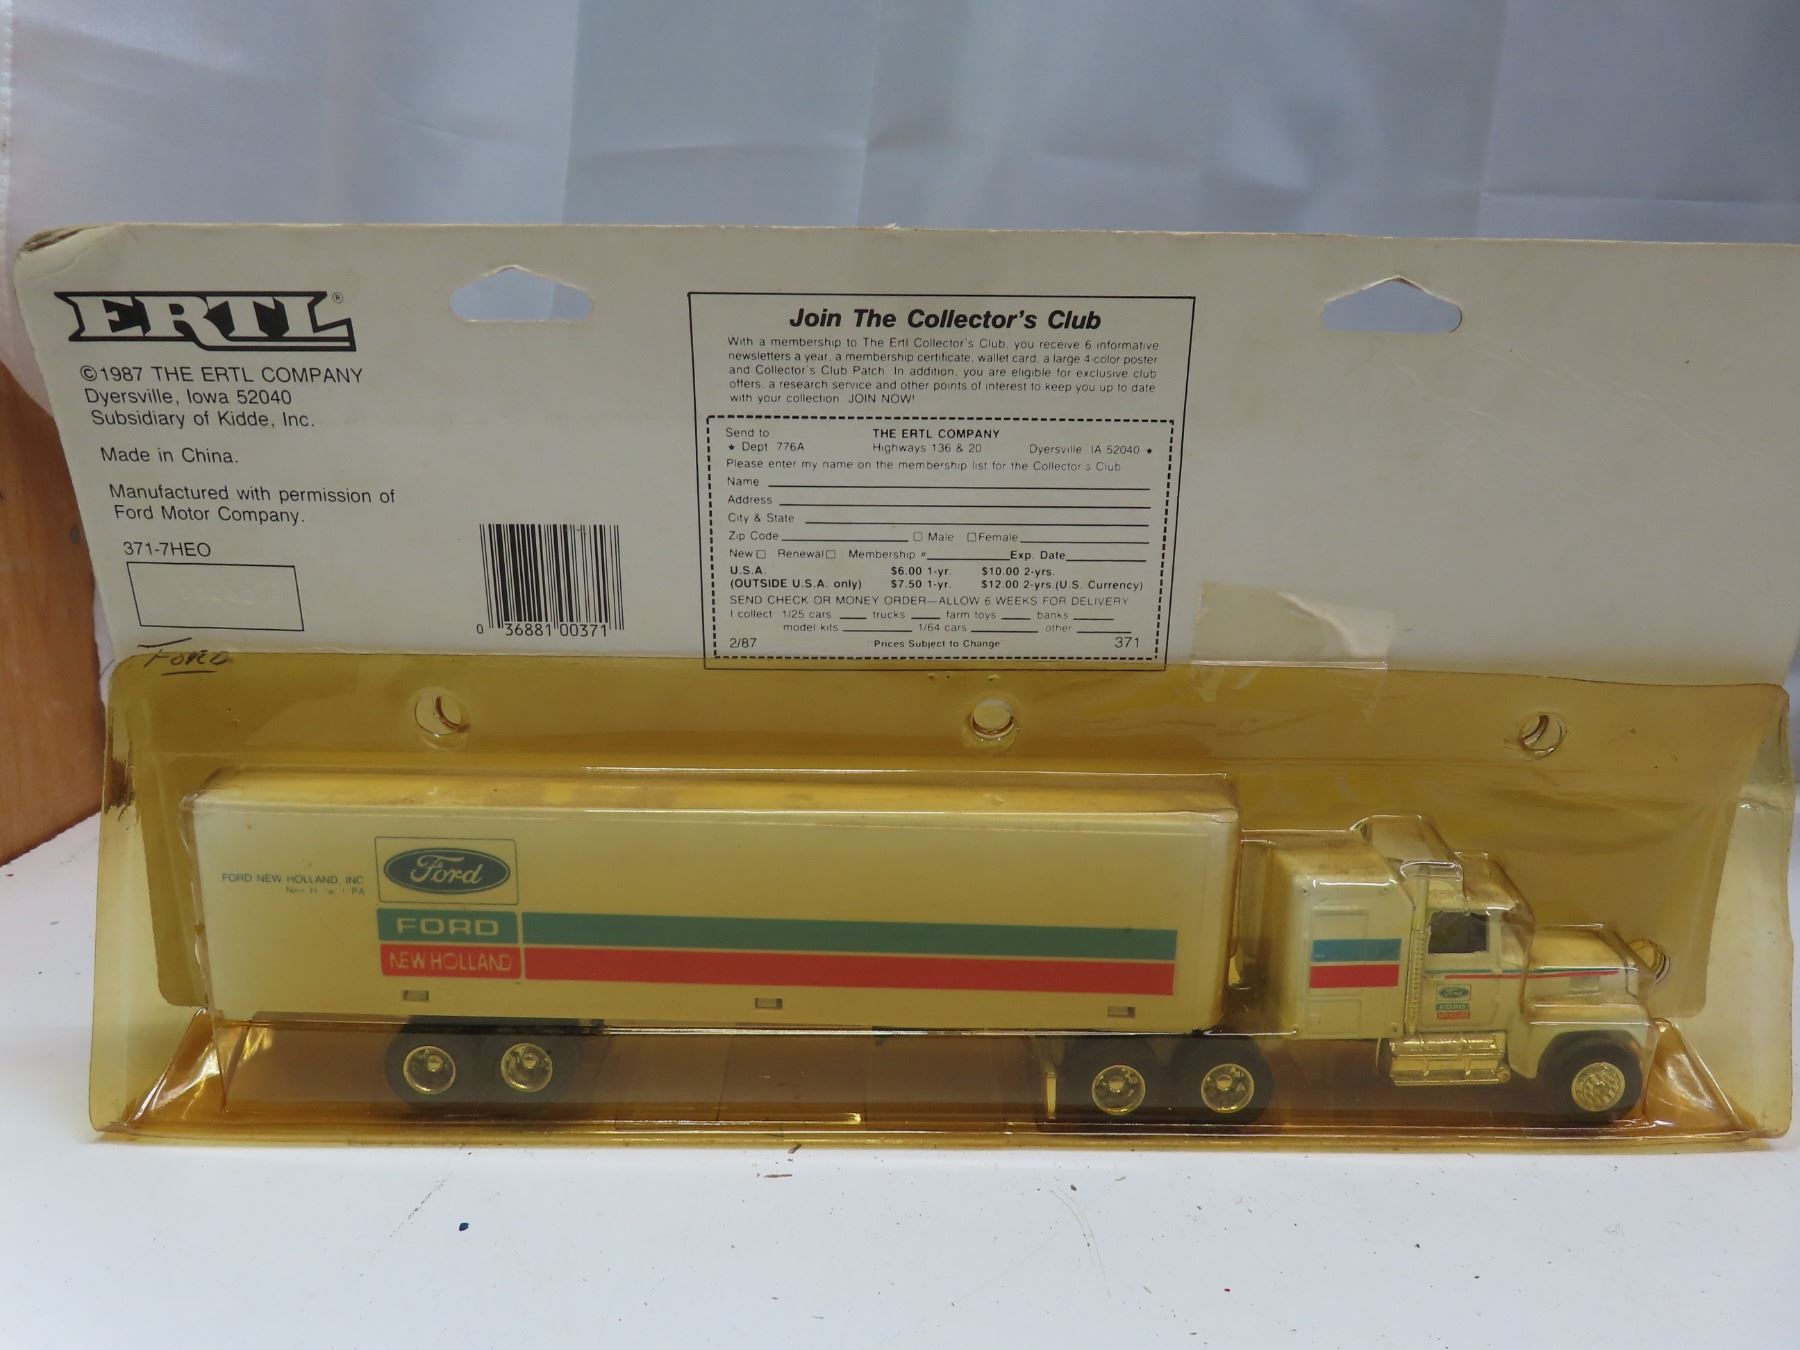 ERTL®
©1987 THE ERTL COMPANY
Dyersville, Iowa 52040
Subsidiary of Kidde, Inc.
Made in China.
Manufactured with permission of
Ford Motor Company.
371-7HEO
FORD
0 36881 00371
Join The Collector's Club
With a membership to The Ertl Collector's Club, you receive 6 informative
newsletters a year, a membership certificate, wallet card, a large 4-color poster
and Collector's Club Patch. In addition, you are eligible for exclusive club
offers, a research service and other points of interest to keep you up to date
with your collection. JOIN NOW!
Send to THE ERTL COMPANY
★ Dept 776A Highways 136 & 20 Dyersville IA 52040 ★
Please enter my name on the membership list for the Collector's Club
Name
Address
City & State
Zip Code □ Male □ Female
New □ Renewal □ Membership # Exp. Date
U.S.A. $6.00 1-yr. $10.00 2-yrs.
(OUTSIDE U.S.A. only) $7.50 1-yr. $12.00 2-yrs. (U.S. Currency)
SEND CHECK OR MONEY ORDER—ALLOW 6 WEEKS FOR DELIVERY
I collect 1/25 cars trucks farm toys banks
model kits 1/64 cars other
2/87 Prices Subject to Change 371
FORD NEW HOLLAND, INC
PA
Ford
FORD
NEW HOLLAND
Ford
FORD